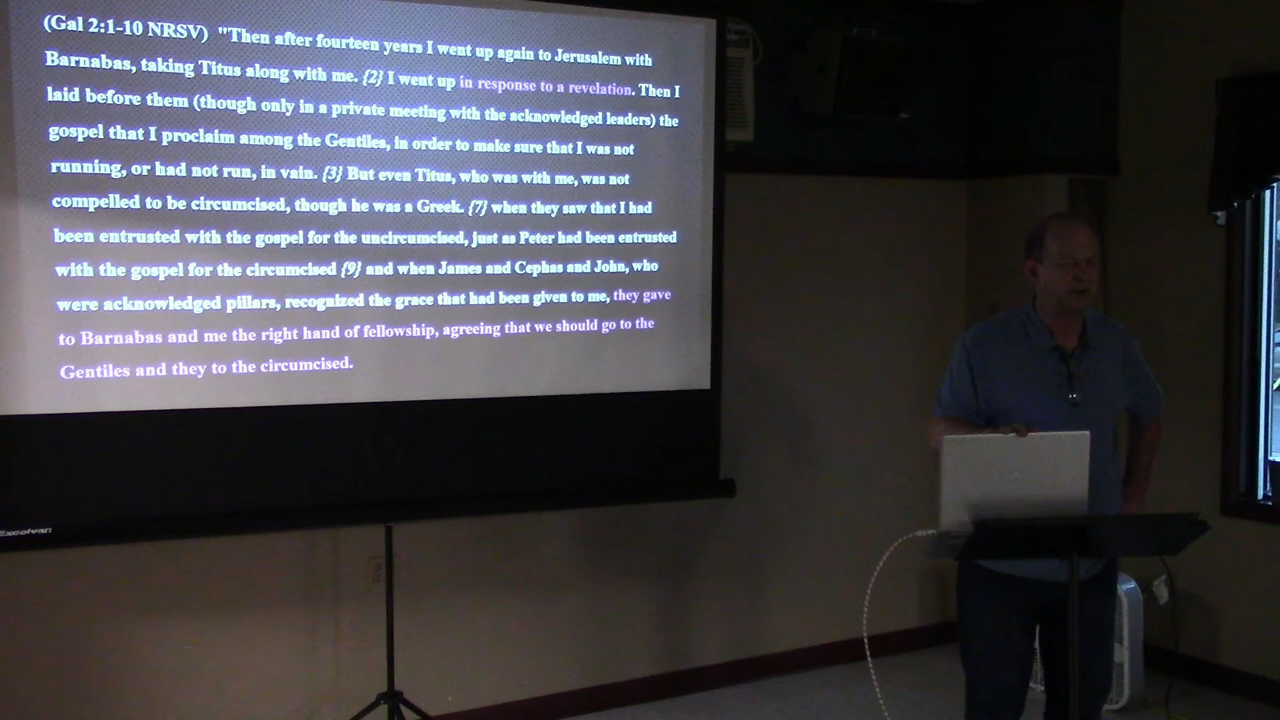 (Gal 2:1-10 NRSV) "Then after fourteen years I went up again to Jerusalem with
Barnabas, taking Titus along with me. {2} I went up in response to a revelation. Then I
laid before them (though only in a private meeting with the acknowledged leaders) the
gospel that I proclaim among the Gentiles, in order to make sure that I was not
running, or had not run, in vain. {3} But even Titus, who was with me, was not
compelled to be circumcised, though he was a Greek. {7} when they saw that I had
been entrusted with the gospel for the uncircumcised, just as Peter had been entrusted
with the gospel for the circumcised {9} and when James and Cephas and John, who
were acknowledged pillars, recognized the grace that had been given to me, they gave
to Barnabas and me the right hand of fellowship, agreeing that we should go to the
Gentiles and they to the circumcised.